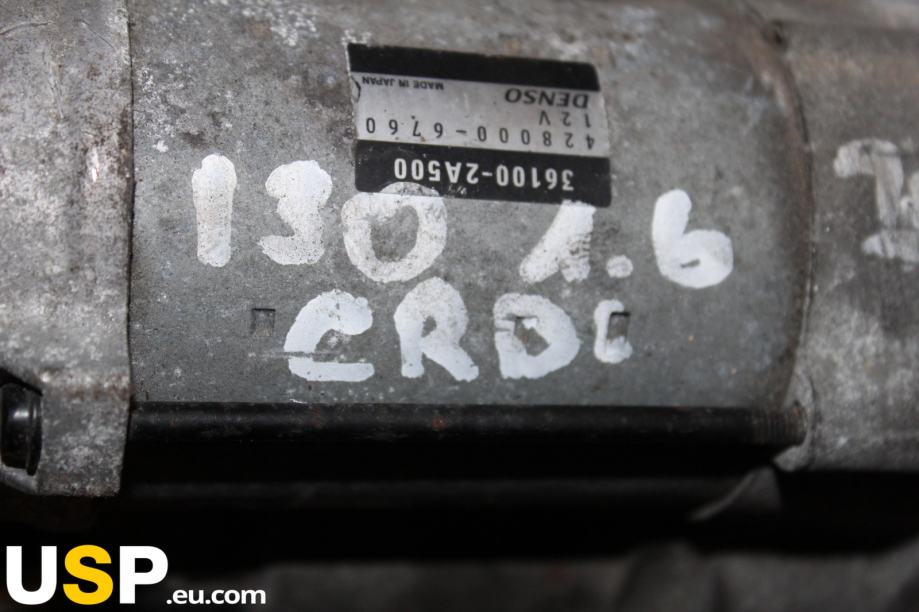 MADE IN JAPAN
DENSO
12V
428000-6760
36100-2A500
I30 1.6
CRDi
USP.eu.com